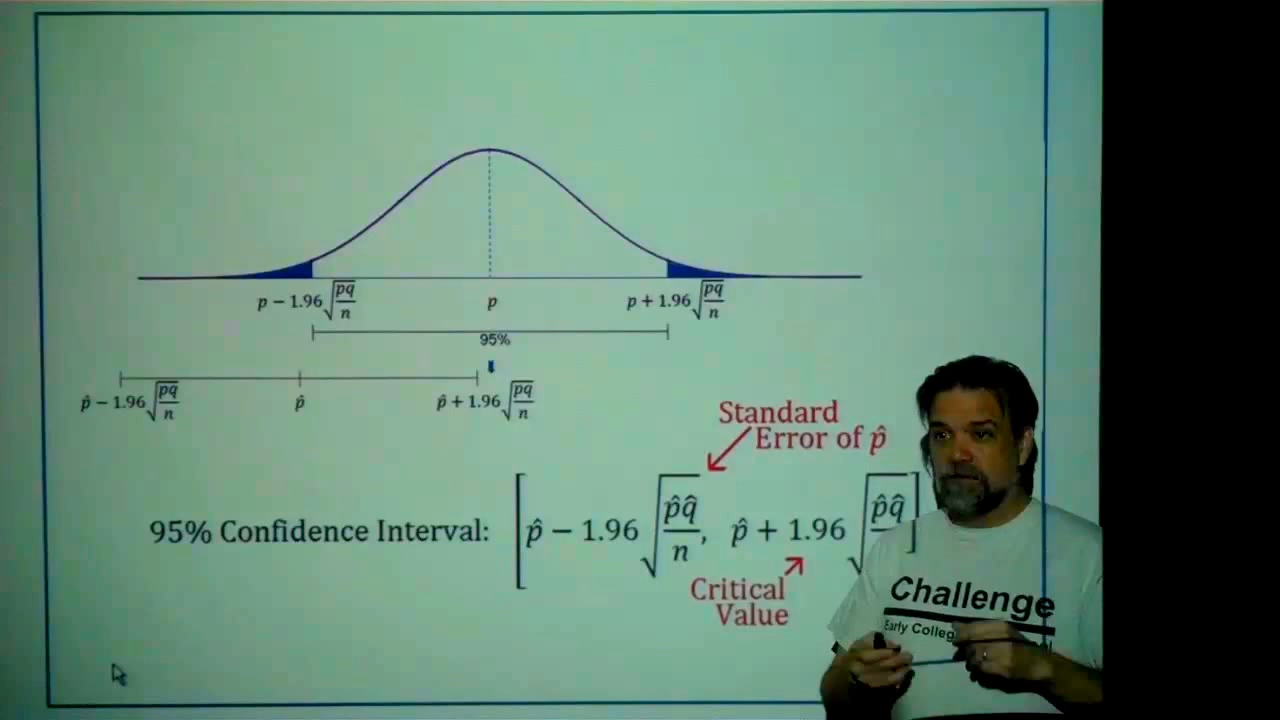 p − 1.96√(pq/n) p p + 1.96√(pq/n)
95%
p̂ − 1.96√(pq/n) p̂ p̂ + 1.96√(pq/n)
Standard
Error of p̂
95% Confidence Interval: [p̂ − 1.96√(p̂q̂/n), p̂ + 1.96√(p̂q̂
Critical
Value
Challenge
Early Colleg